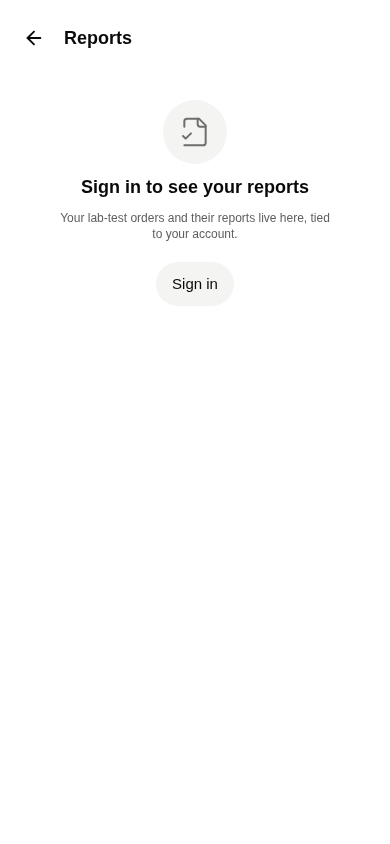 Reports
Sign in to see your reports
Your lab-test orders and their reports live here, tied
to your account.
Sign in